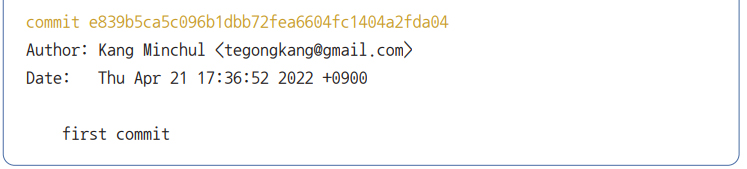 commit e839b5ca5c096b1dbb72fea6604fc1404a2fda04
Author: Kang Minchul <tegongkang@gmail.com>
Date:   Thu Apr 21 17:36:52 2022 +0900
first commit